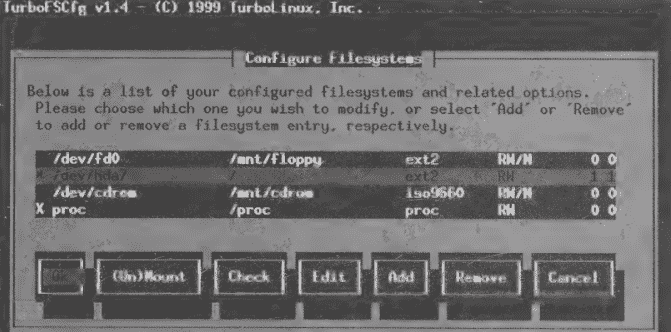 TurboFSCfg v1.4 - (C) 1999 TurboLinux, Inc.
Configure Filesystems
Below is a list of your configured filesystems and related options.
Please choose which one you wish to modify, or select 'Add' or 'Remove'
to add or remove a filesystem entry, respectively.
/dev/fd0 /mnt/floppy ext2 RW/N 0 0
X /dev/hda7 / ext2 RW 1 1
/dev/cdrom /mnt/cdrom iso9660 RW/N 0 0
X proc /proc proc RW 0 0
(Un)Mount Check Edit Add Remove Cancel